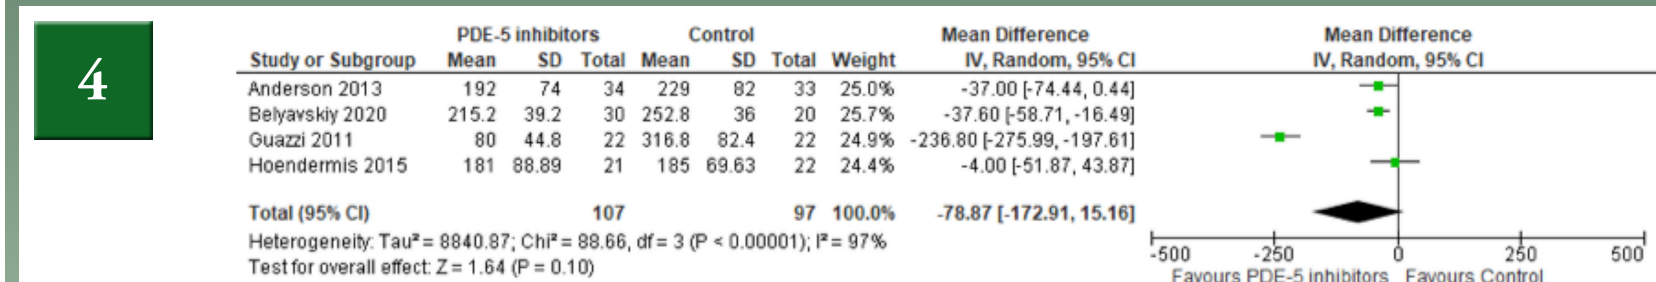 4
PDE-5 inhibitors Control Mean Difference Mean Difference
Study or Subgroup Mean SD Total Mean SD Total Weight IV, Random, 95% CI IV, Random, 95% CI
Anderson 2013 192 74 34 229 82 33 25.0% -37.00 [-74.44, 0.44]
Belyavskiy 2020 215.2 39.2 30 252.8 36 20 25.7% -37.60 [-58.71, -16.49]
Guazzi 2011 80 44.8 22 316.8 82.4 22 24.9% -236.80 [-275.99, -197.61]
Hoendermis 2015 181 88.89 21 185 69.63 22 24.4% -4.00 [-51.87, 43.87]
Total (95% CI) 107 97 100.0% -78.87 [-172.91, 15.16]
Heterogeneity: Tau² = 8840.87; Chi² = 88.66, df = 3 (P < 0.00001); I² = 97%
Test for overall effect: Z = 1.64 (P = 0.10)
-500 -250 0 250 500
Favours PDE-5 inhibitors Favours Control